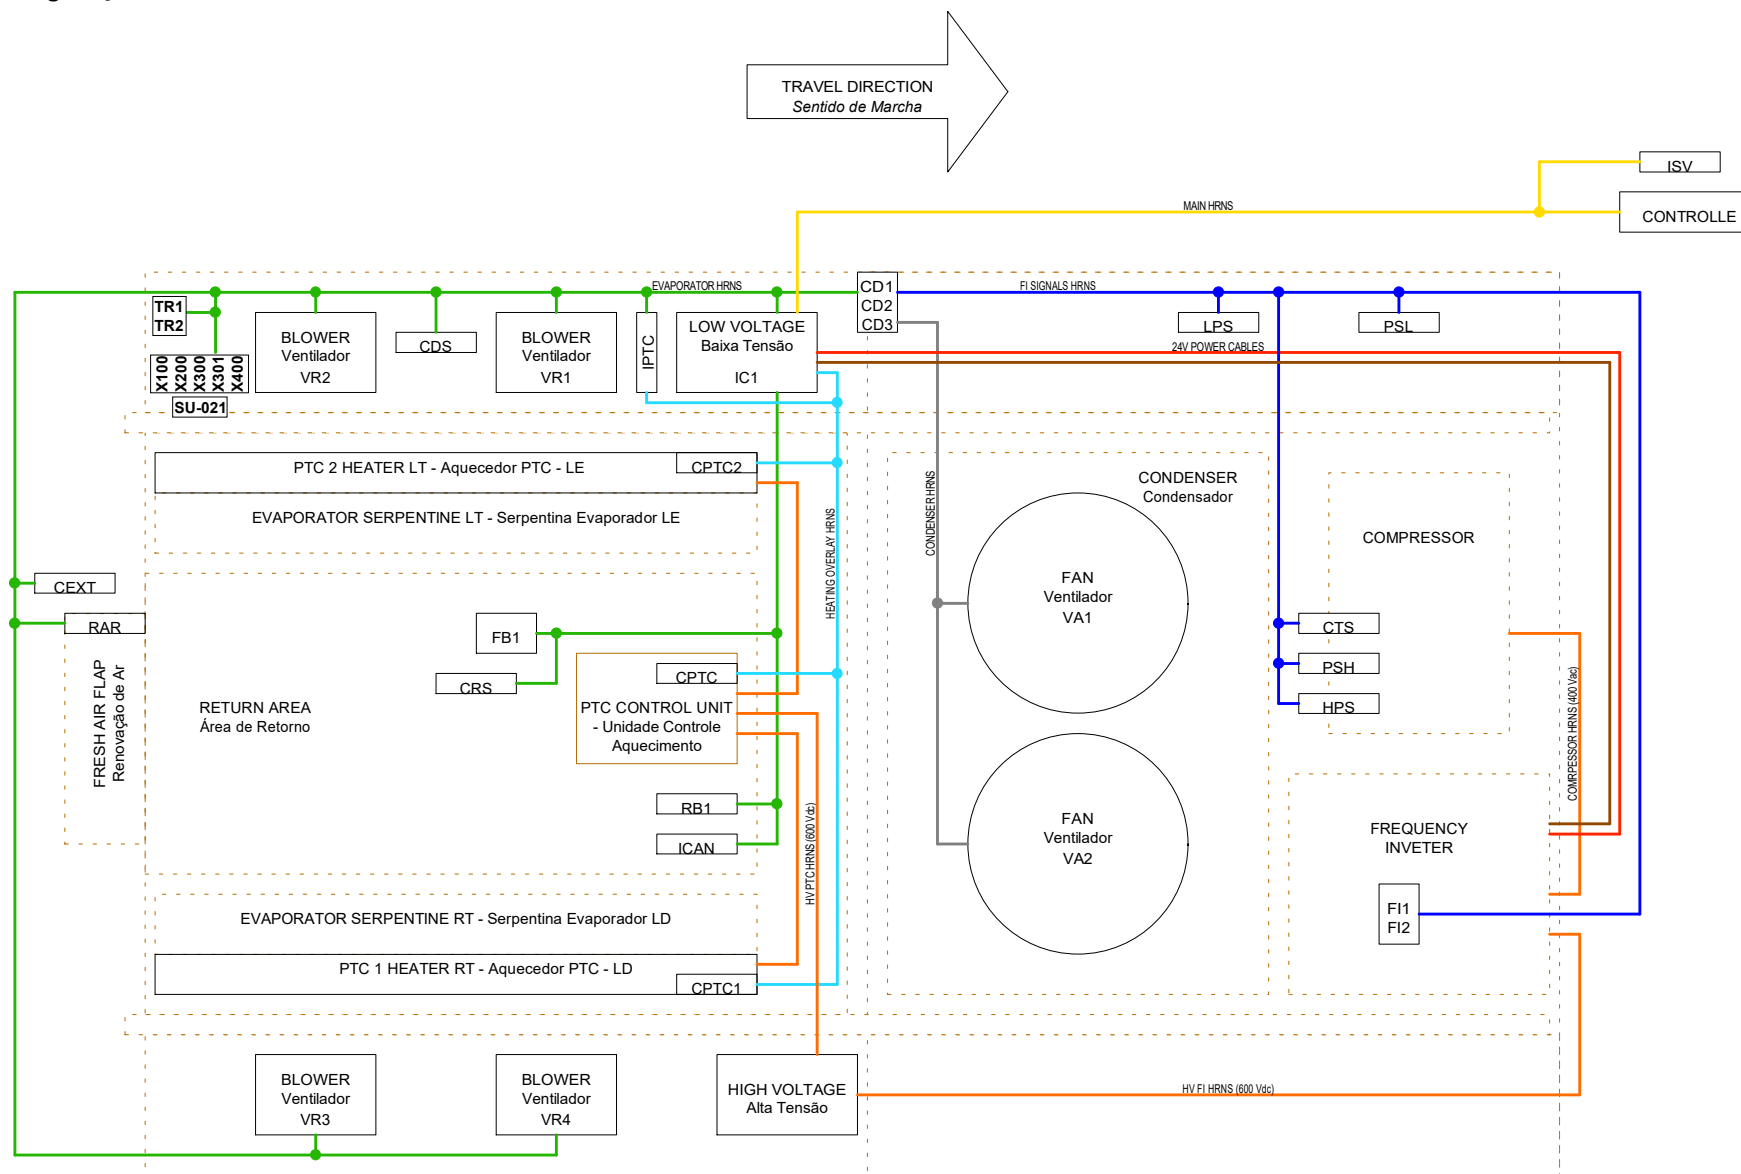 TRAVEL DIRECTION
Sentido de Marcha
ISV
MAIN HRNS
CONTROLLE
EVAPORATOR HRNS
CD1
CD2
CD3
FI SIGNALS HRNS
TR1
TR2
BLOWER
Ventilador
VR2
CDS
BLOWER
Ventilador
VR1
IPTC
LOW VOLTAGE
Baixa Tensão
IC1
LPS
PSL
24V POWER CABLES
X100
X200
X300
X301
X400
SU-021
PTC 2 HEATER LT - Aquecedor PTC - LE
CPTC2
EVAPORATOR SERPENTINE LT - Serpentina Evaporador LE
HEATING OVERLAY HRNS
CONDENSER HRNS
CONDENSER
Condensador
COMPRESSOR
FAN
Ventilador
VA1
CEXT
RAR
FRESH AIR FLAP
Renovação de Ar
RETURN AREA
Área de Retorno
FB1
CRS
CPTC
PTC CONTROL UNIT
- Unidade Controle
Aquecimento
CTS
PSH
HPS
COMRPESSOR HRNS (400 Vac)
RB1
ICAN
HV PTC HRNS (600 Vdc)
FAN
Ventilador
VA2
FREQUENCY
INVETER
FI1
FI2
EVAPORATOR SERPENTINE RT - Serpentina Evaporador LD
PTC 1 HEATER RT - Aquecedor PTC - LD
CPTC1
BLOWER
Ventilador
VR3
BLOWER
Ventilador
VR4
HIGH VOLTAGE
Alta Tensão
HV FI HRNS (600 Vdc)